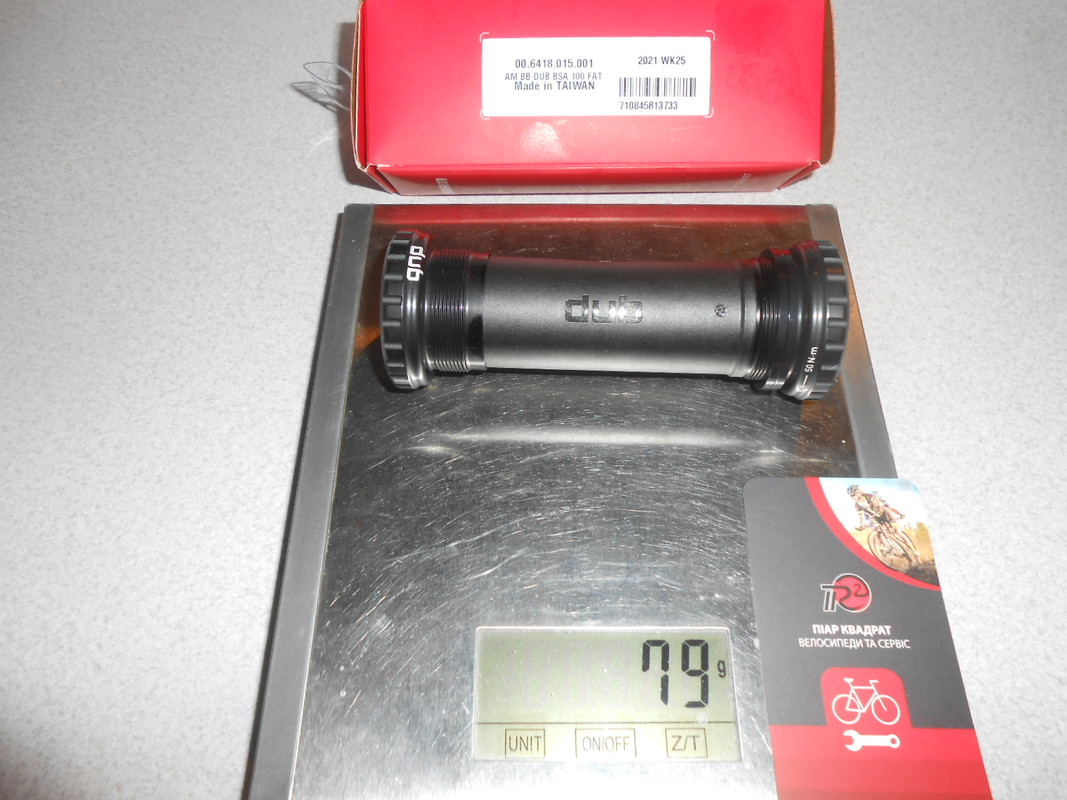 00.6418.015.001
2021 WK25
AM BB DUB BSA 100 FAT
Made in TAIWAN
710845813733
dub
dub
50 N·m
79 g
UNIT
ON/OFF
Z/T
ПІАР КВАДРАТ
ВЕЛОСИПЕДИ ТА СЕРВІС